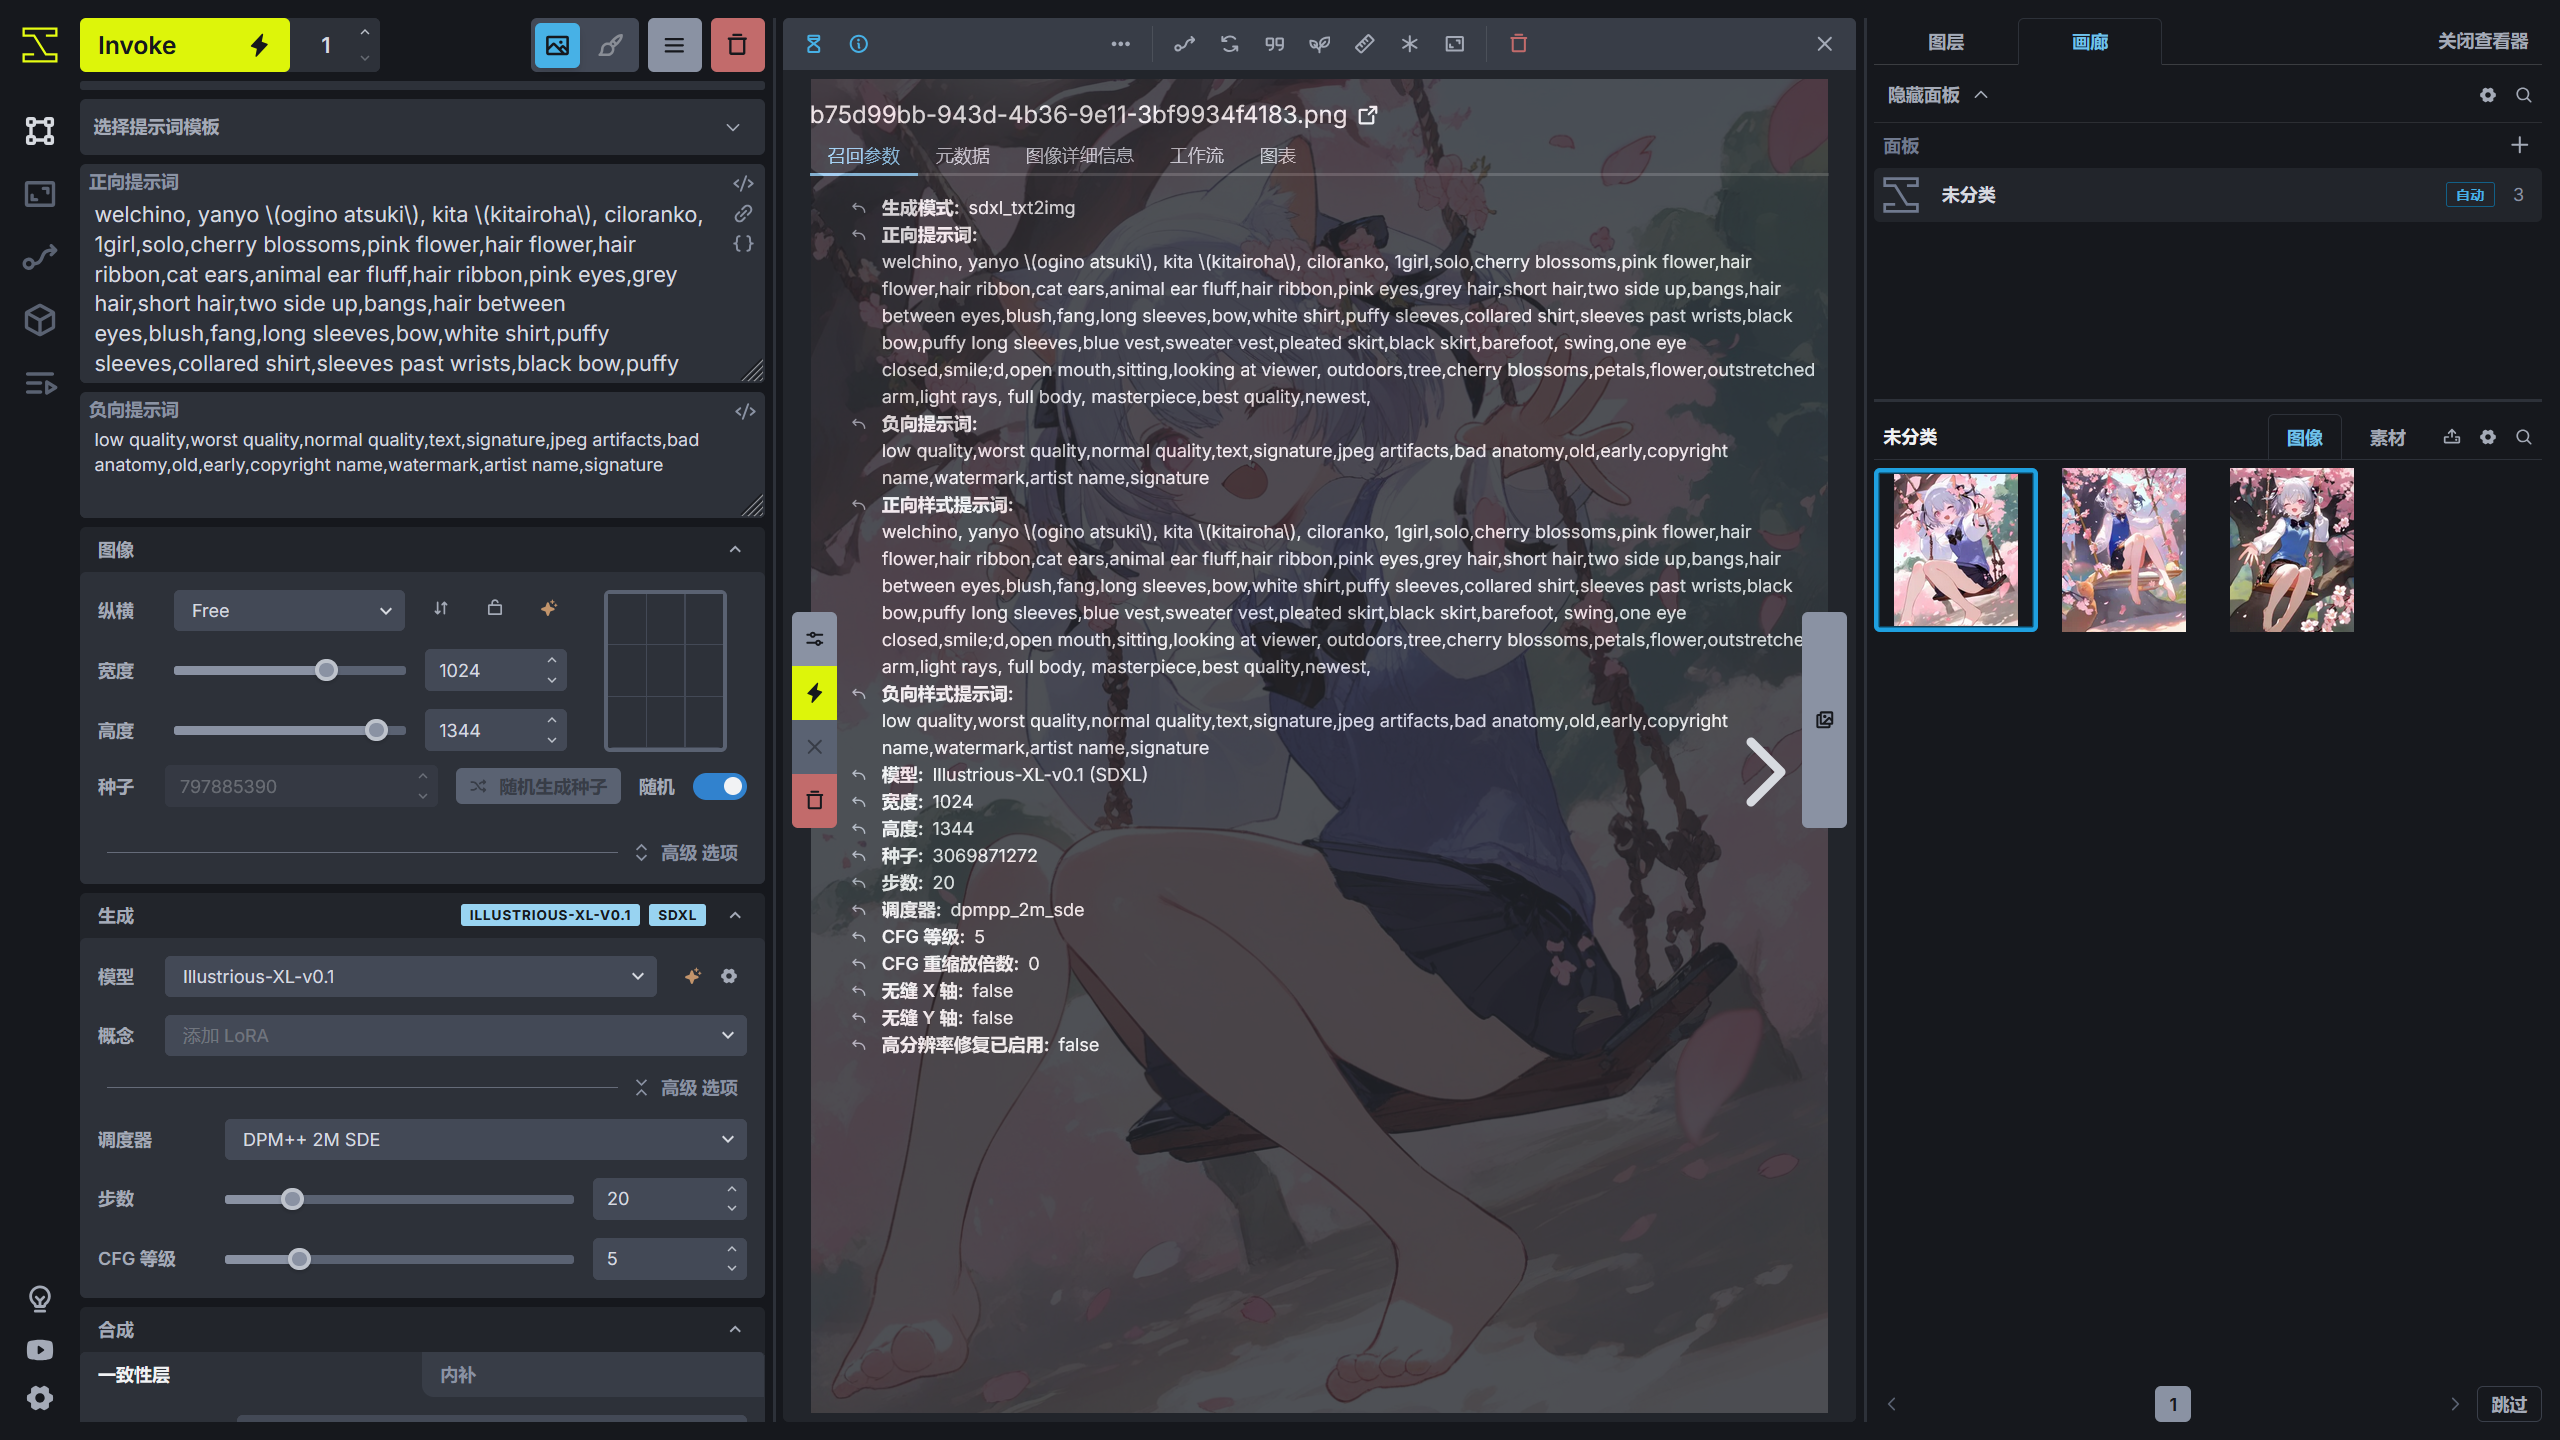 Invoke
1
选择提示词模板
正向提示词
welchino, yanyo \(ogino atsuki\), kita \(kitairoha\), ciloranko,
1girl,solo,cherry blossoms,pink flower,hair flower,hair
ribbon,cat ears,animal ear fluff,hair ribbon,pink eyes,grey
hair,short hair,two side up,bangs,hair between
eyes,blush,fang,long sleeves,bow,white shirt,puffy
sleeves,collared shirt,sleeves past wrists,black bow,puffy
负向提示词
low quality,worst quality,normal quality,text,signature,jpeg artifacts,bad
anatomy,old,early,copyright name,watermark,artist name,signature
图像
纵横
Free
宽度
1024
高度
1344
种子
797885390
随机生成种子
随机
高级 选项
生成
ILLUSTRIOUS-XL-V0.1
SDXL
模型
Illustrious-XL-v0.1
概念
添加 LoRA
高级 选项
调度器
DPM++ 2M SDE
步数
20
CFG 等级
5
合成
一致性层
内补
b75d99bb-943d-4b36-9e11-3bf9934f4183.png
召回参数
元数据
图像详细信息
工作流
图表
生成模式: sdxl_txt2img
正向提示词:
welchino, yanyo \(ogino atsuki\), kita \(kitairoha\), ciloranko, 1girl,solo,cherry blossoms,pink flower,hair
flower,hair ribbon,cat ears,animal ear fluff,hair ribbon,pink eyes,grey hair,short hair,two side up,bangs,hair
between eyes,blush,fang,long sleeves,bow,white shirt,puffy sleeves,collared shirt,sleeves past wrists,black
bow,puffy long sleeves,blue vest,sweater vest,pleated skirt,black skirt,barefoot, swing,one eye
closed,smile;d,open mouth,sitting,looking at viewer, outdoors,tree,cherry blossoms,petals,flower,outstretched
arm,light rays, full body, masterpiece,best quality,newest,
负向提示词:
low quality,worst quality,normal quality,text,signature,jpeg artifacts,bad anatomy,old,early,copyright
name,watermark,artist name,signature
正向样式提示词:
welchino, yanyo \(ogino atsuki\), kita \(kitairoha\), ciloranko, 1girl,solo,cherry blossoms,pink flower,hair
flower,hair ribbon,cat ears,animal ear fluff,hair ribbon,pink eyes,grey hair,short hair,two side up,bangs,hair
between eyes,blush,fang,long sleeves,bow,white shirt,puffy sleeves,collared shirt,sleeves past wrists,black
bow,puffy long sleeves,blue vest,sweater vest,pleated skirt,black skirt,barefoot, swing,one eye
closed,smile;d,open mouth,sitting,looking at viewer, outdoors,tree,cherry blossoms,petals,flower,outstretche
arm,light rays, full body, masterpiece,best quality,newest,
负向样式提示词:
low quality,worst quality,normal quality,text,signature,jpeg artifacts,bad anatomy,old,early,copyright
name,watermark,artist name,signature
模型: Illustrious-XL-v0.1 (SDXL)
宽度: 1024
高度: 1344
种子: 3069871272
步数: 20
调度器: dpmpp_2m_sde
CFG 等级: 5
CFG 重缩放倍数: 0
无缝 X 轴: false
无缝 Y 轴: false
高分辨率修复已启用: false
图层
画廊
关闭查看器
隐藏面板
面板
未分类
自动
3
未分类
图像
素材
1
跳过